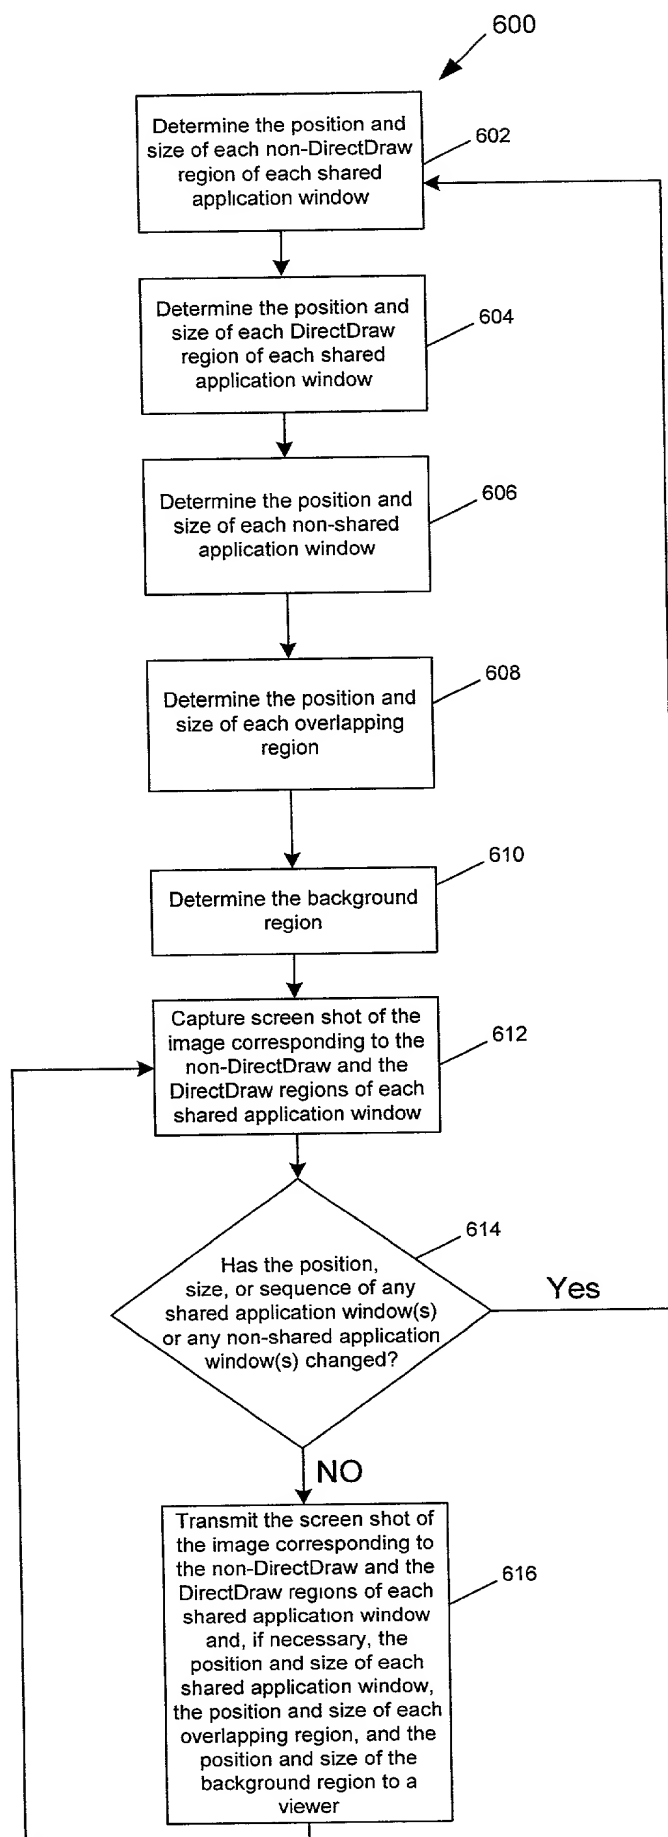 600
Determine the position and
size of each non-DirectDraw
region of each shared
application window
602
Determine the position and
size of each DirectDraw
region of each shared
application window
604
Determine the position and
size of each non-shared
application window
606
Determine the position and
size of each overlapping
region
608
Determine the background
region
610
Capture screen shot of the
image corresponding to the
non-DirectDraw and the
DirectDraw regions of each
shared application window
612
Has the position,
size, or sequence of any
shared application window(s)
or any non-shared application
window(s) changed?
614
Yes
NO
Transmit the screen shot of
the image corresponding to
the non-DirectDraw and the
DirectDraw regions of each
shared application window
and, if necessary, the
position and size of each
shared application window,
the position and size of each
overlapping region, and the
position and size of the
background region to a
viewer
616